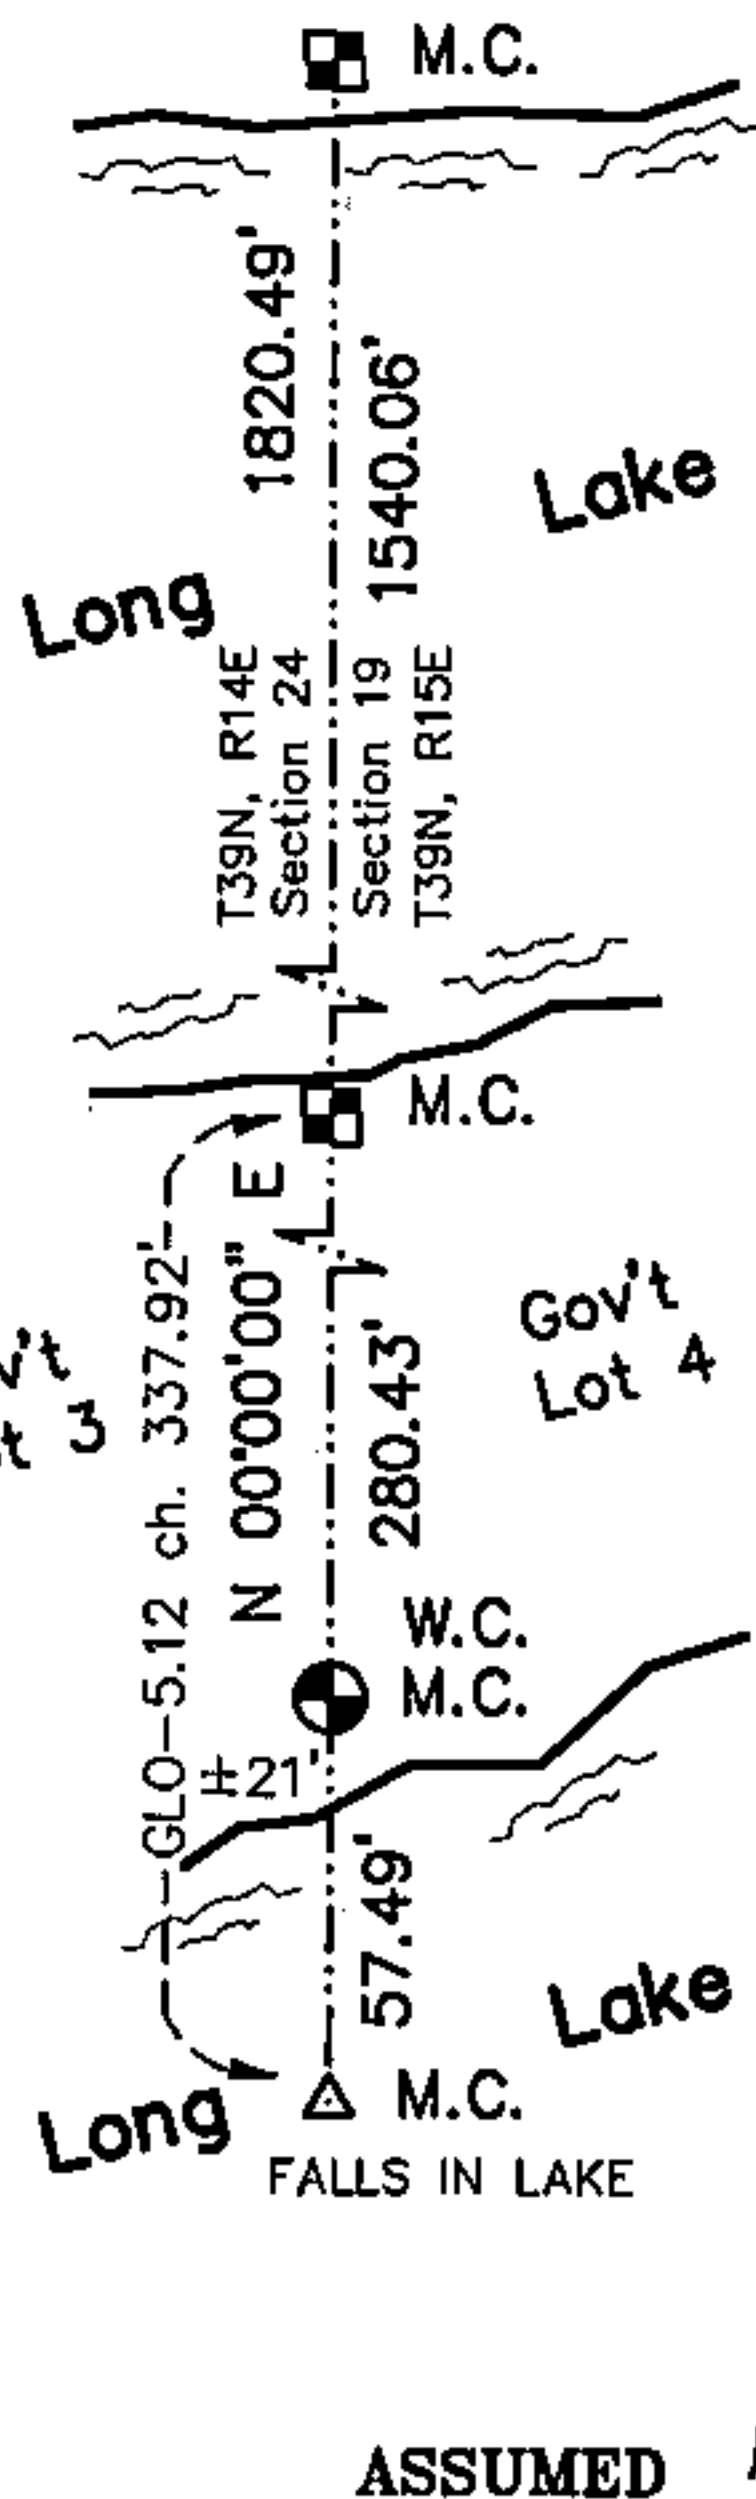 M.C.
1820.49'
1540.06'
Long Lake
T39N, R14E
Section 24
Section 19
T39N, R15E
M.C.
GLO-5.12 ch. 337.92'
N 00°00'00" E
280.43'
Gov't
Lot 4
't
t 3
W.C.
M.C.
±21'
57.49'
Long Lake
M.C.
FALLS IN LAKE
ASSUMED